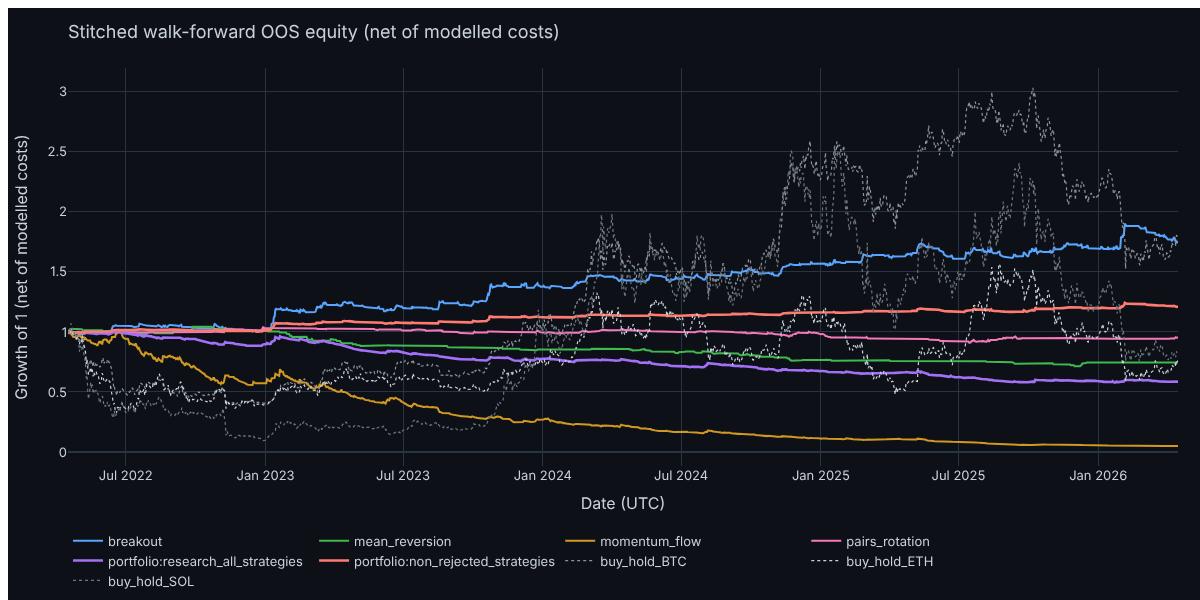 Stitched walk-forward OOS equity (net of modelled costs)
Growth of 1 (net of modelled costs)
3
2.5
2
1.5
1
0.5
0
Jul 2022 Jan 2023 Jul 2023 Jan 2024 Jul 2024 Jan 2025 Jul 2025 Jan 2026
Date (UTC)
breakout mean_reversion momentum_flow pairs_rotation
portfolio:research_all_strategies portfolio:non_rejected_strategies buy_hold_BTC buy_hold_ETH
buy_hold_SOL